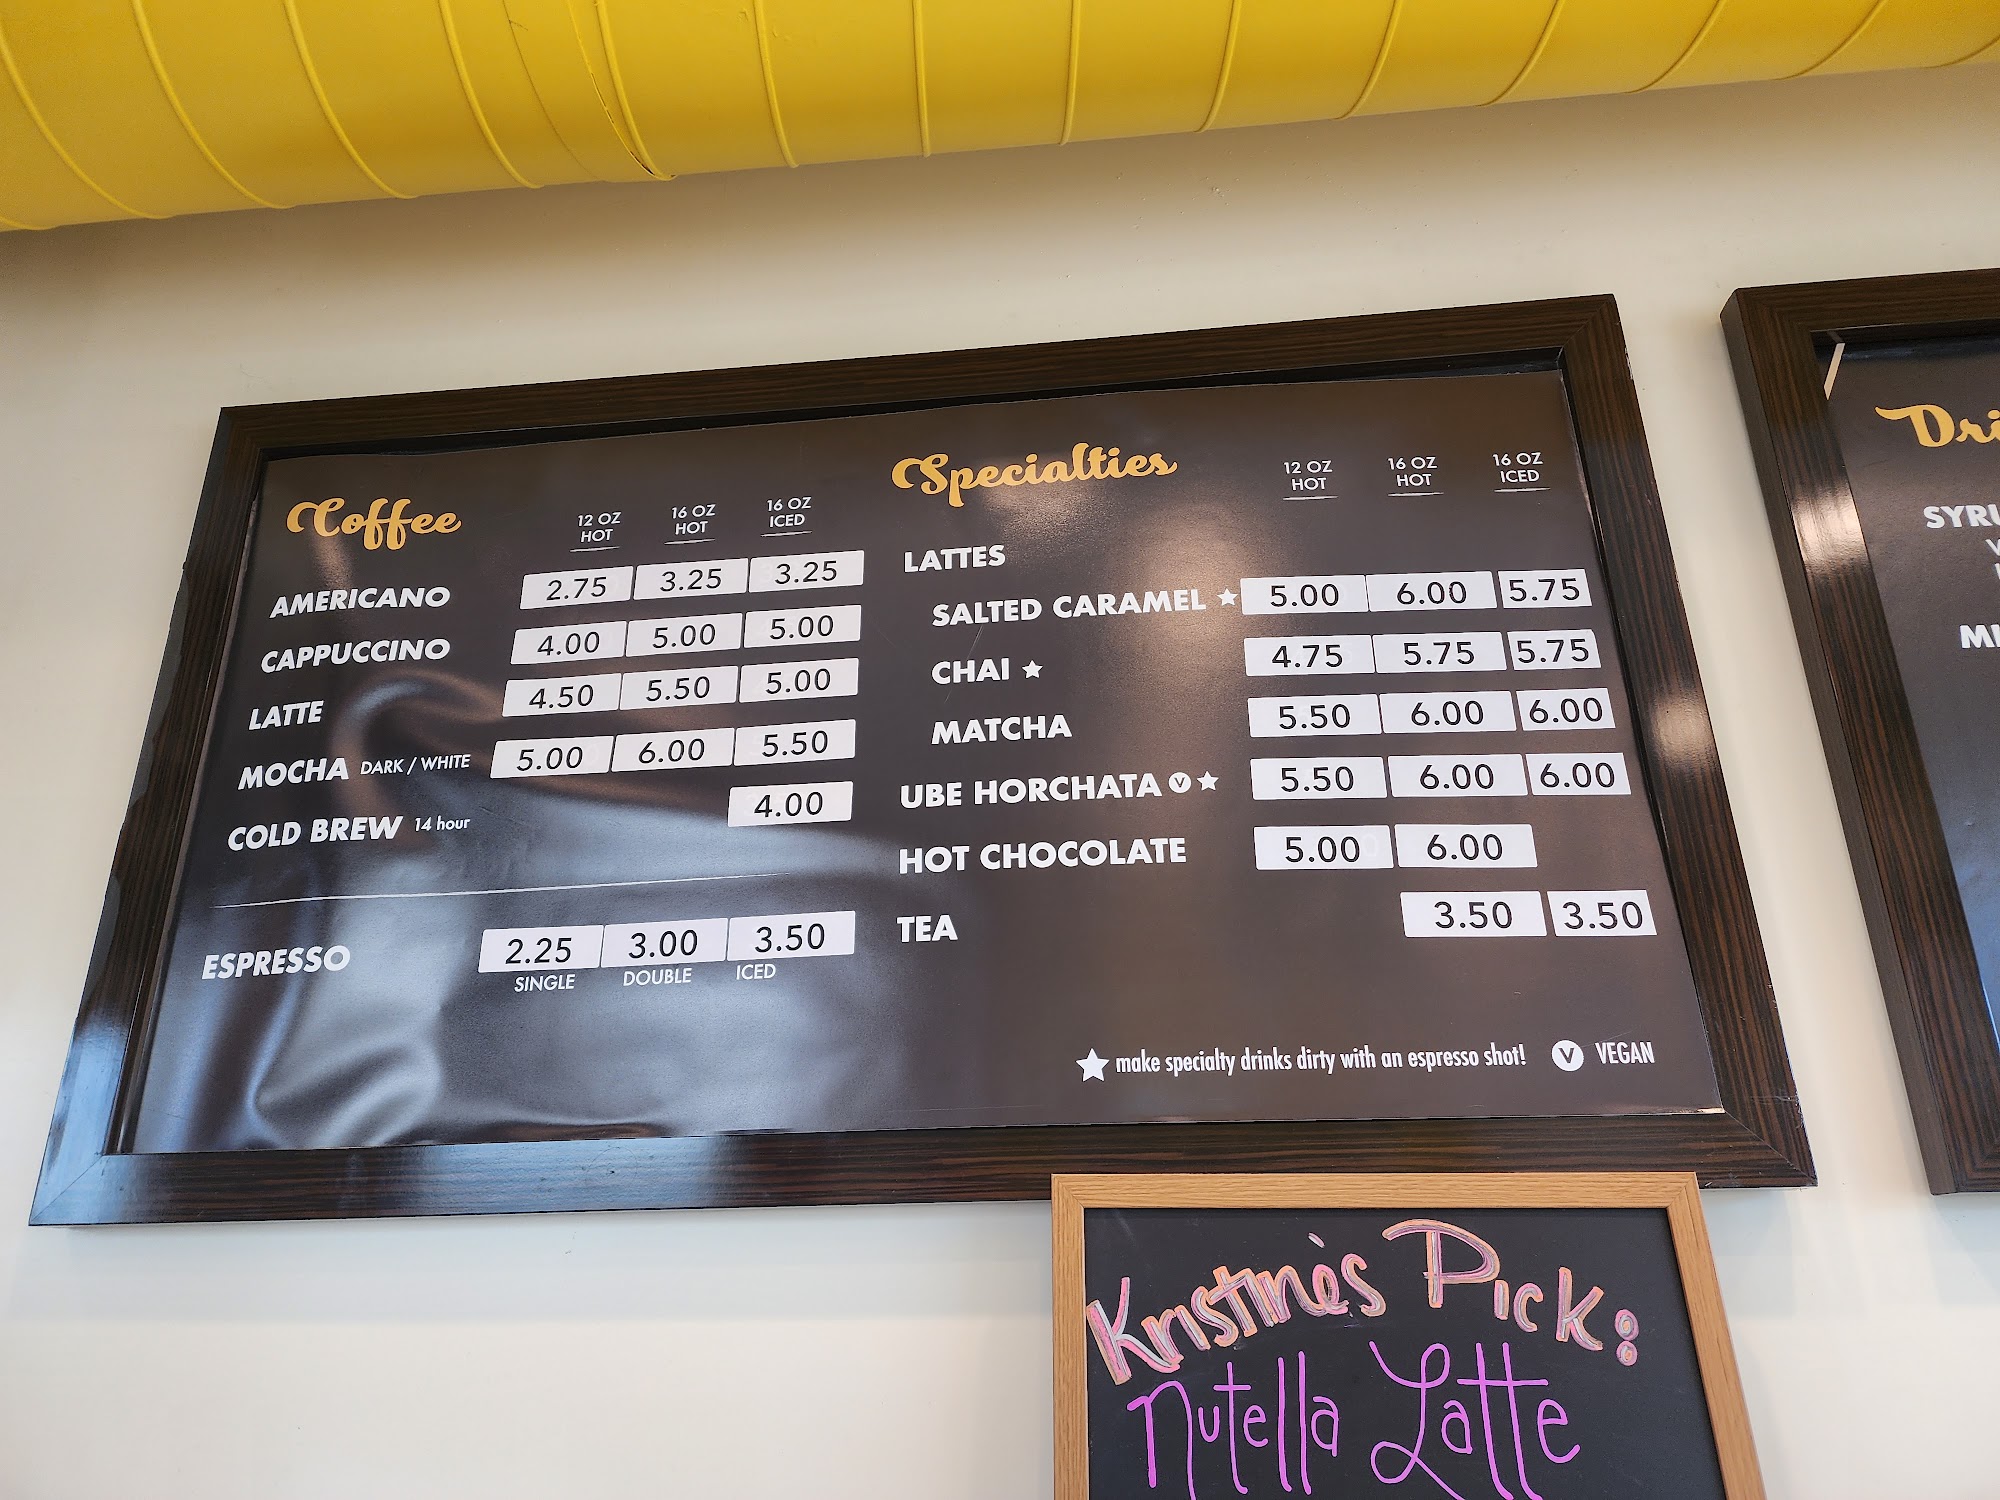 Coffee
12 OZ HOT 16 OZ HOT 16 OZ ICED
AMERICANO 2.75 3.25 3.25
CAPPUCCINO 4.00 5.00 5.00
LATTE 4.50 5.50 5.00
MOCHA DARK / WHITE 5.00 6.00 5.50
COLD BREW 14 hour 4.00
ESPRESSO 2.25 3.00 3.50
SINGLE DOUBLE ICED
Specialties
12 OZ HOT 16 OZ HOT 16 OZ ICED
LATTES
SALTED CARAMEL ★ 5.00 6.00 5.75
CHAI ★ 4.75 5.75 5.75
MATCHA 5.50 6.00 6.00
UBE HORCHATA V ★ 5.50 6.00 6.00
HOT CHOCOLATE 5.00 6.00
TEA 3.50 3.50
★ make specialty drinks dirty with an espresso shot! V VEGAN
Kristine's Pick:
Nutella Latte